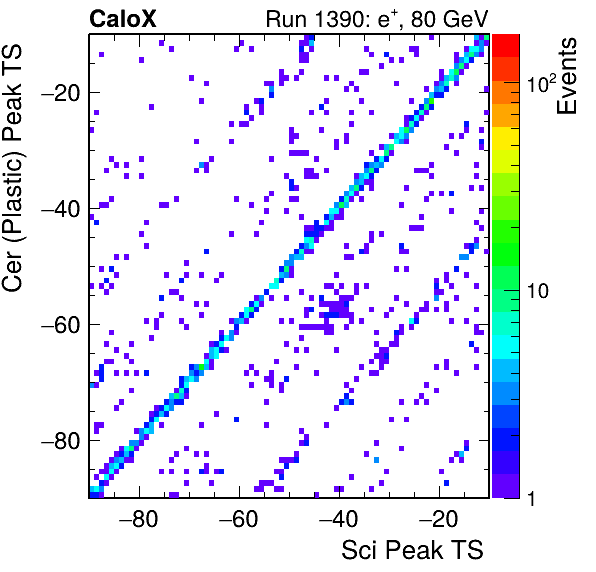 CaloX Run 1390: e⁺, 80 GeV
Cer (Plastic) Peak TS
Events
−20
−40
−60
−80
10²
10
1
−80 −60 −40 −20
Sci Peak TS